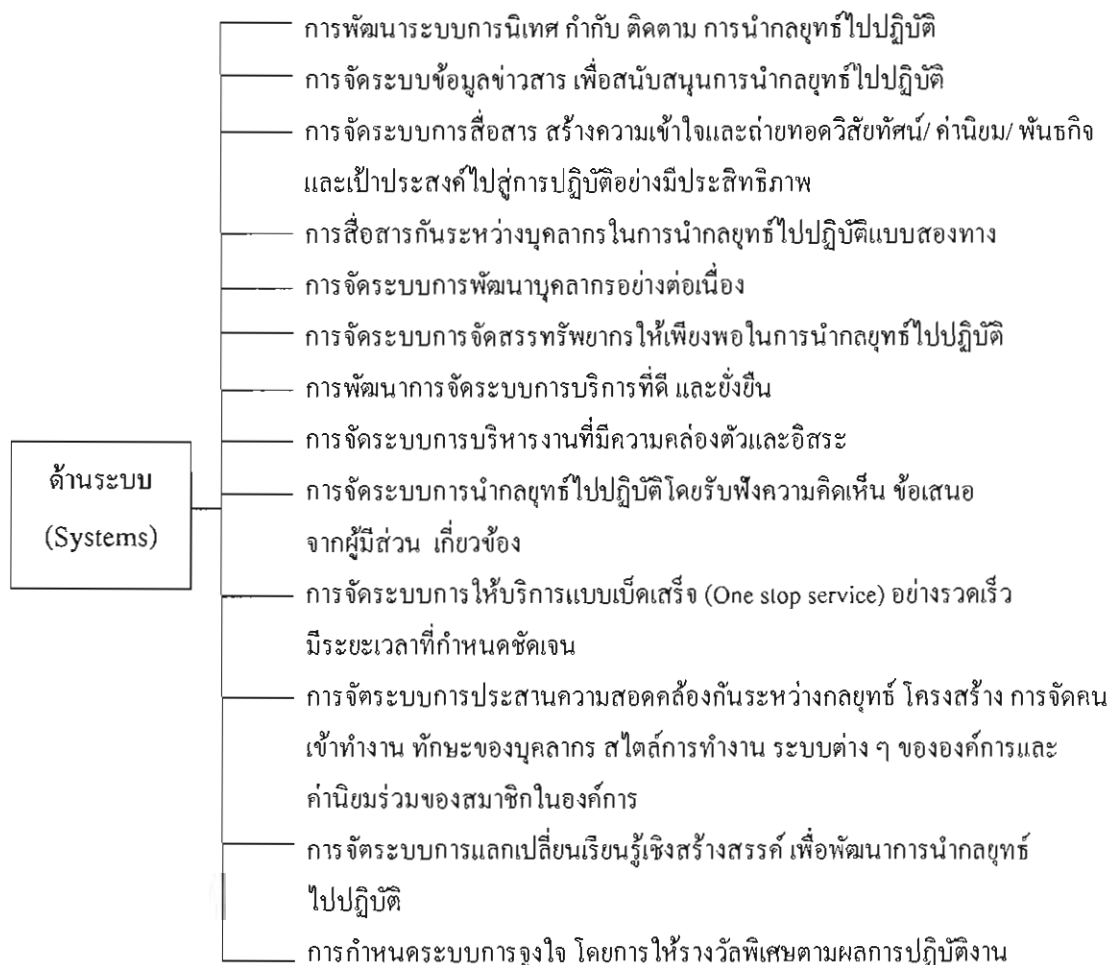 การพัฒนาระบบการนิเทศ กำกับ ติดตาม การนำกลยุทธ์ไปปฏิบัติ
การจัดระบบข้อมูลข่าวสาร เพื่อสนับสนุนการนำกลยุทธ์ไปปฏิบัติ
การจัดระบบการสื่อสาร สร้างความเข้าใจและถ่ายทอดวิสัยทัศน์/ ค่านิยม/ พันธกิจ
และเป้าประสงค์ไปสู่การปฏิบัติอย่างมีประสิทธิภาพ
การสื่อสารกันระหว่างบุคลากรในการนำกลยุทธ์ไปปฏิบัติแบบสองทาง
การจัดระบบการพัฒนาบุคลากรอย่างต่อเนื่อง
การจัดระบบการจัดสรรทรัพยากรให้เพียงพอในการนำกลยุทธ์ไปปฏิบัติ
การพัฒนาการจัดระบบการบริการที่ดี และยั่งยืน
การจัดระบบการบริหารงานที่มีความคล่องตัวและอิสระ
ด้านระบบ
(Systems)
การจัดระบบการนำกลยุทธ์ไปปฏิบัติโดยรับฟังความคิดเห็น ข้อเสนอ
จากผู้มีส่วน เกี่ยวข้อง
การจัดระบบการให้บริการแบบเบ็ดเสร็จ (One stop service) อย่างรวดเร็ว
มีระยะเวลาที่กำหนดชัดเจน
การจัตระบบการประสานความสอดคล้องกันระหว่างกลยุทธ์ โครงสร้าง การจัดคน
เข้าทำงาน ทักษะของบุคลากร สไตล์การทำงาน ระบบต่าง ๆ ขององค์การและ
ค่านิยมร่วมของสมาชิกในองค์การ
การจัตระบบการแลกเปลี่ยนเรียนรู้เชิงสร้างสรรค์ เพื่อพัฒนาการนำกลยุทธ์
ไปปฏิบัติ
การกำหนดระบบการจูงใจ โดยการให้รางวัลพิเศษตามผลการปฏิบัติงาน